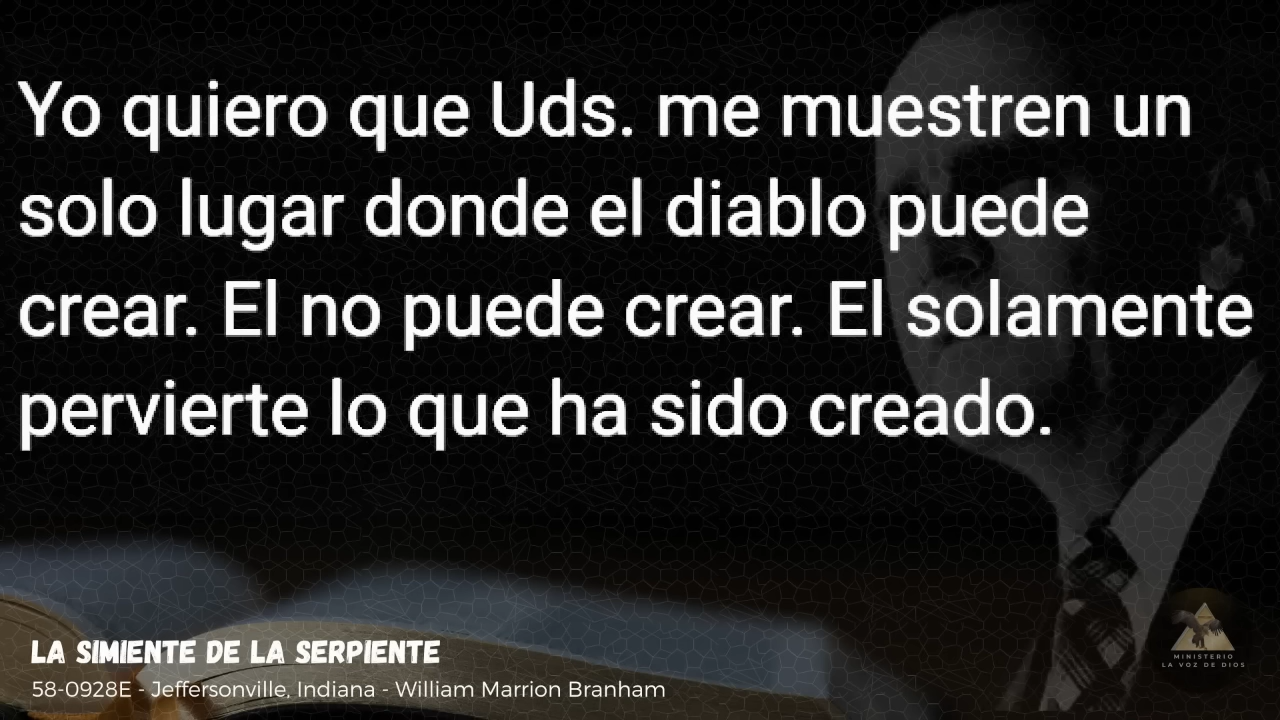 Yo quiero que Uds. me muestren un
solo lugar donde el diablo puede
crear. El no puede crear. El solamente
pervierte lo que ha sido creado.
LA SIMIENTE DE LA SERPIENTE
58-0928E - Jeffersonville, Indiana - William Marrion Branham
MINISTERIO
LA VOZ DE DIOS